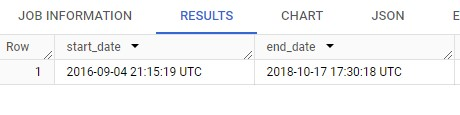 JOB INFORMATION RESULTS CHART JSON
Row start_date end_date
1 2016-09-04 21:15:19 UTC 2018-10-17 17:30:18 UTC